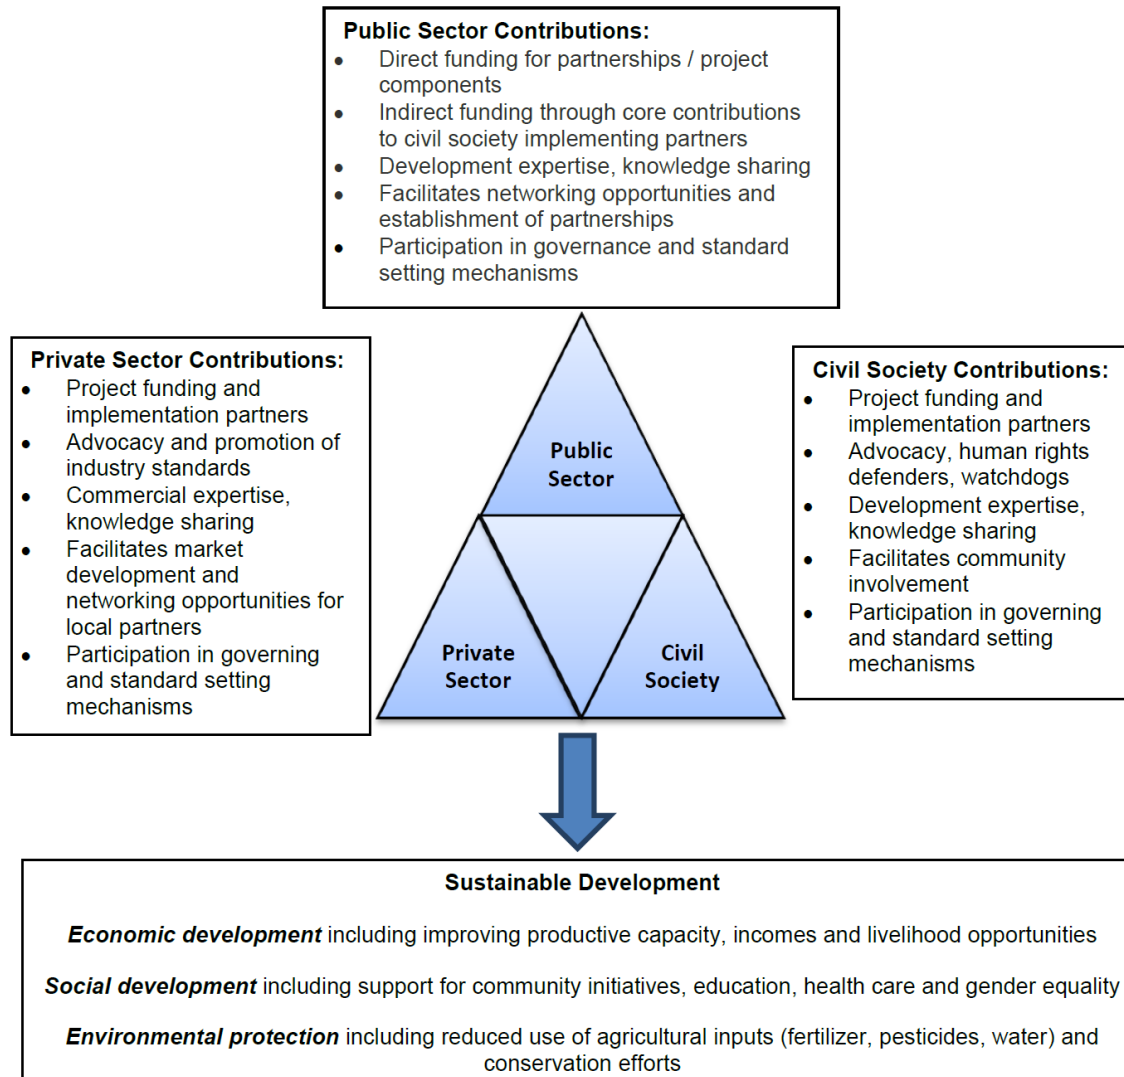 Public Sector Contributions:
• Direct funding for partnerships / project
components
• Indirect funding through core contributions
to civil society implementing partners
• Development expertise, knowledge sharing
• Facilitates networking opportunities and
establishment of partnerships
• Participation in governance and standard
setting mechanisms
Private Sector Contributions:
• Project funding and
implementation partners
• Advocacy and promotion of
industry standards
• Commercial expertise,
knowledge sharing
• Facilitates market
development and
networking opportunities for
local partners
• Participation in governing
and standard setting
mechanisms
Public
Sector
Private
Sector
Civil
Society
Civil Society Contributions:
• Project funding and
implementation partners
• Advocacy, human rights
defenders, watchdogs
• Development expertise,
knowledge sharing
• Facilitates community
involvement
• Participation in governing
and standard setting
mechanisms
Sustainable Development
Economic development including improving productive capacity, incomes and livelihood opportunities
Social development including support for community initiatives, education, health care and gender equality
Environmental protection including reduced use of agricultural inputs (fertilizer, pesticides, water) and
conservation efforts